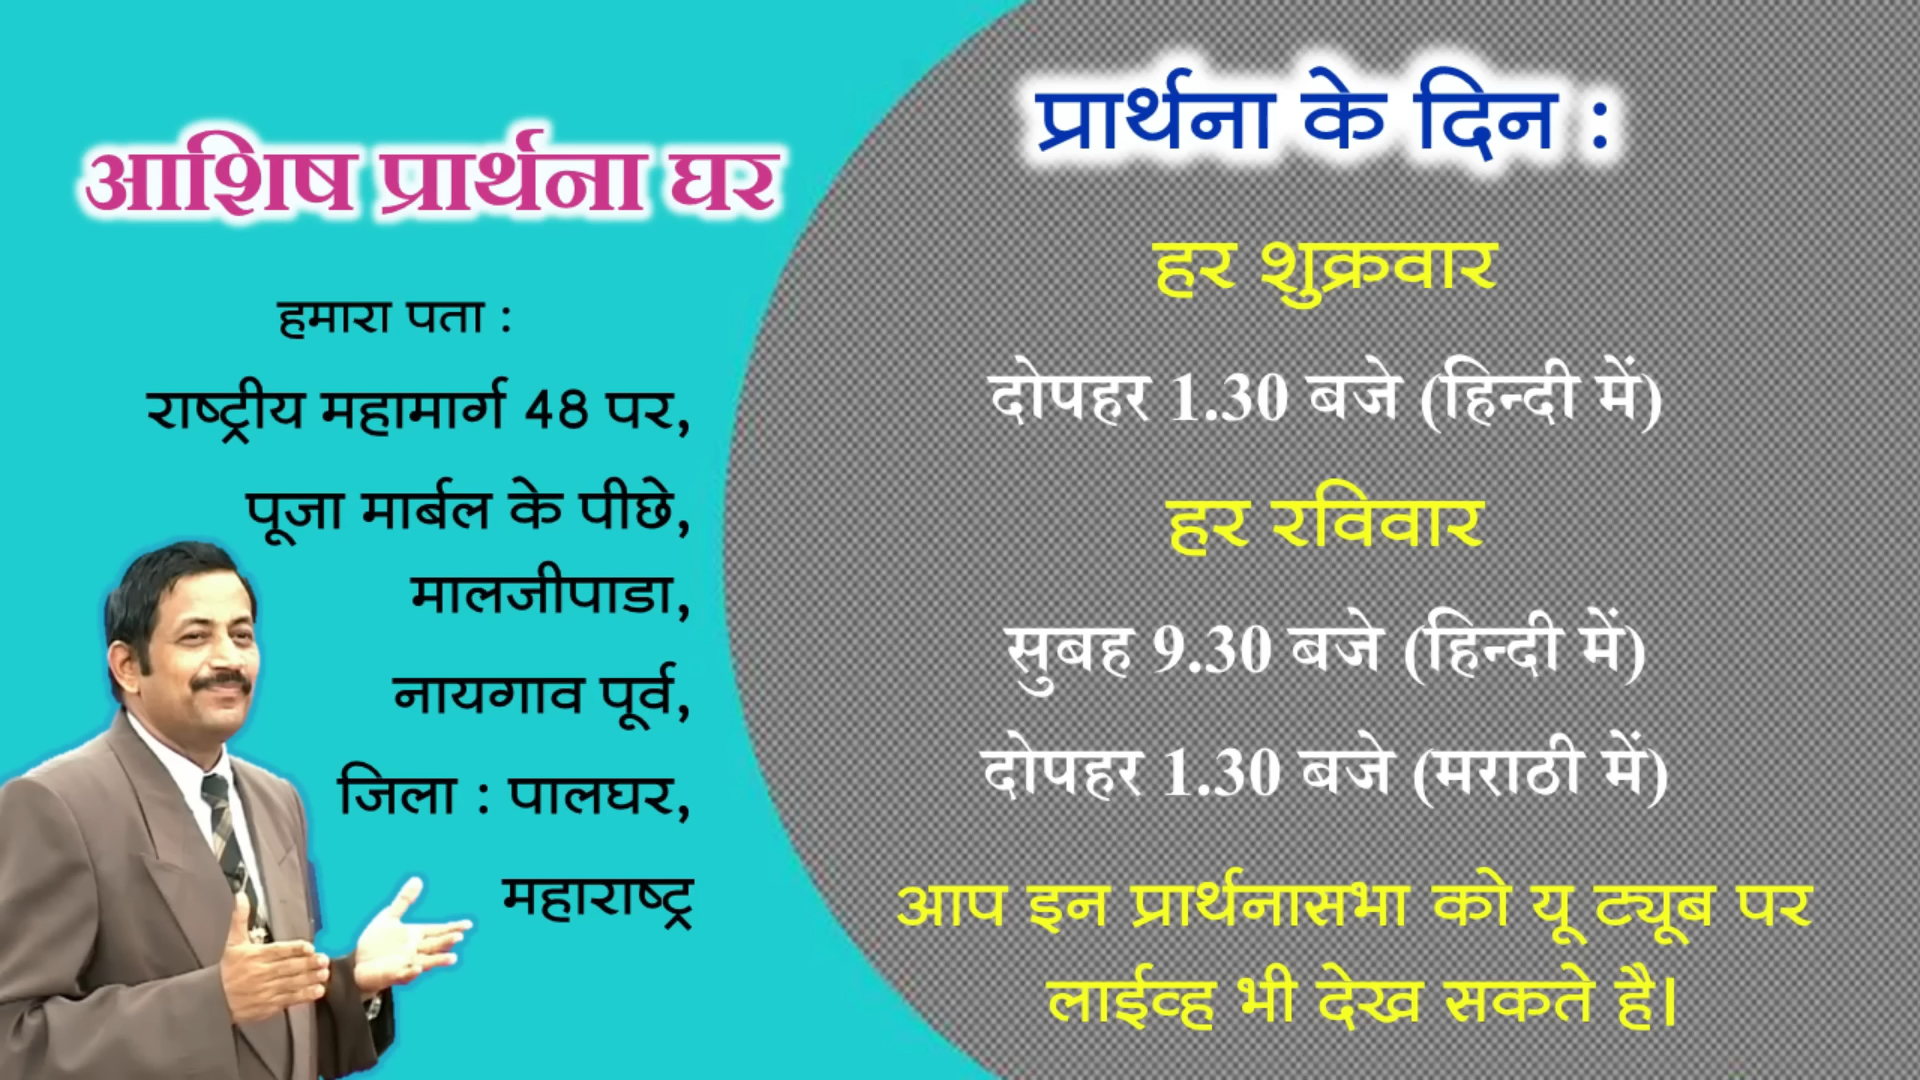 आशिष प्रार्थना घर
हमारा पता :
राष्ट्रीय महामार्ग 48 पर,
पूजा मार्बल के पीछे,
मालजीपाडा,
नायगाव पूर्व,
जिला : पालघर,
महाराष्ट्र
प्रार्थना के दिन :
हर शुक्रवार
दोपहर 1.30 बजे (हिन्दी में)
हर रविवार
सुबह 9.30 बजे (हिन्दी में)
दोपहर 1.30 बजे (मराठी में)
आप इन प्रार्थनासभा को यू ट्यूब पर
लाईव्ह भी देख सकते है।